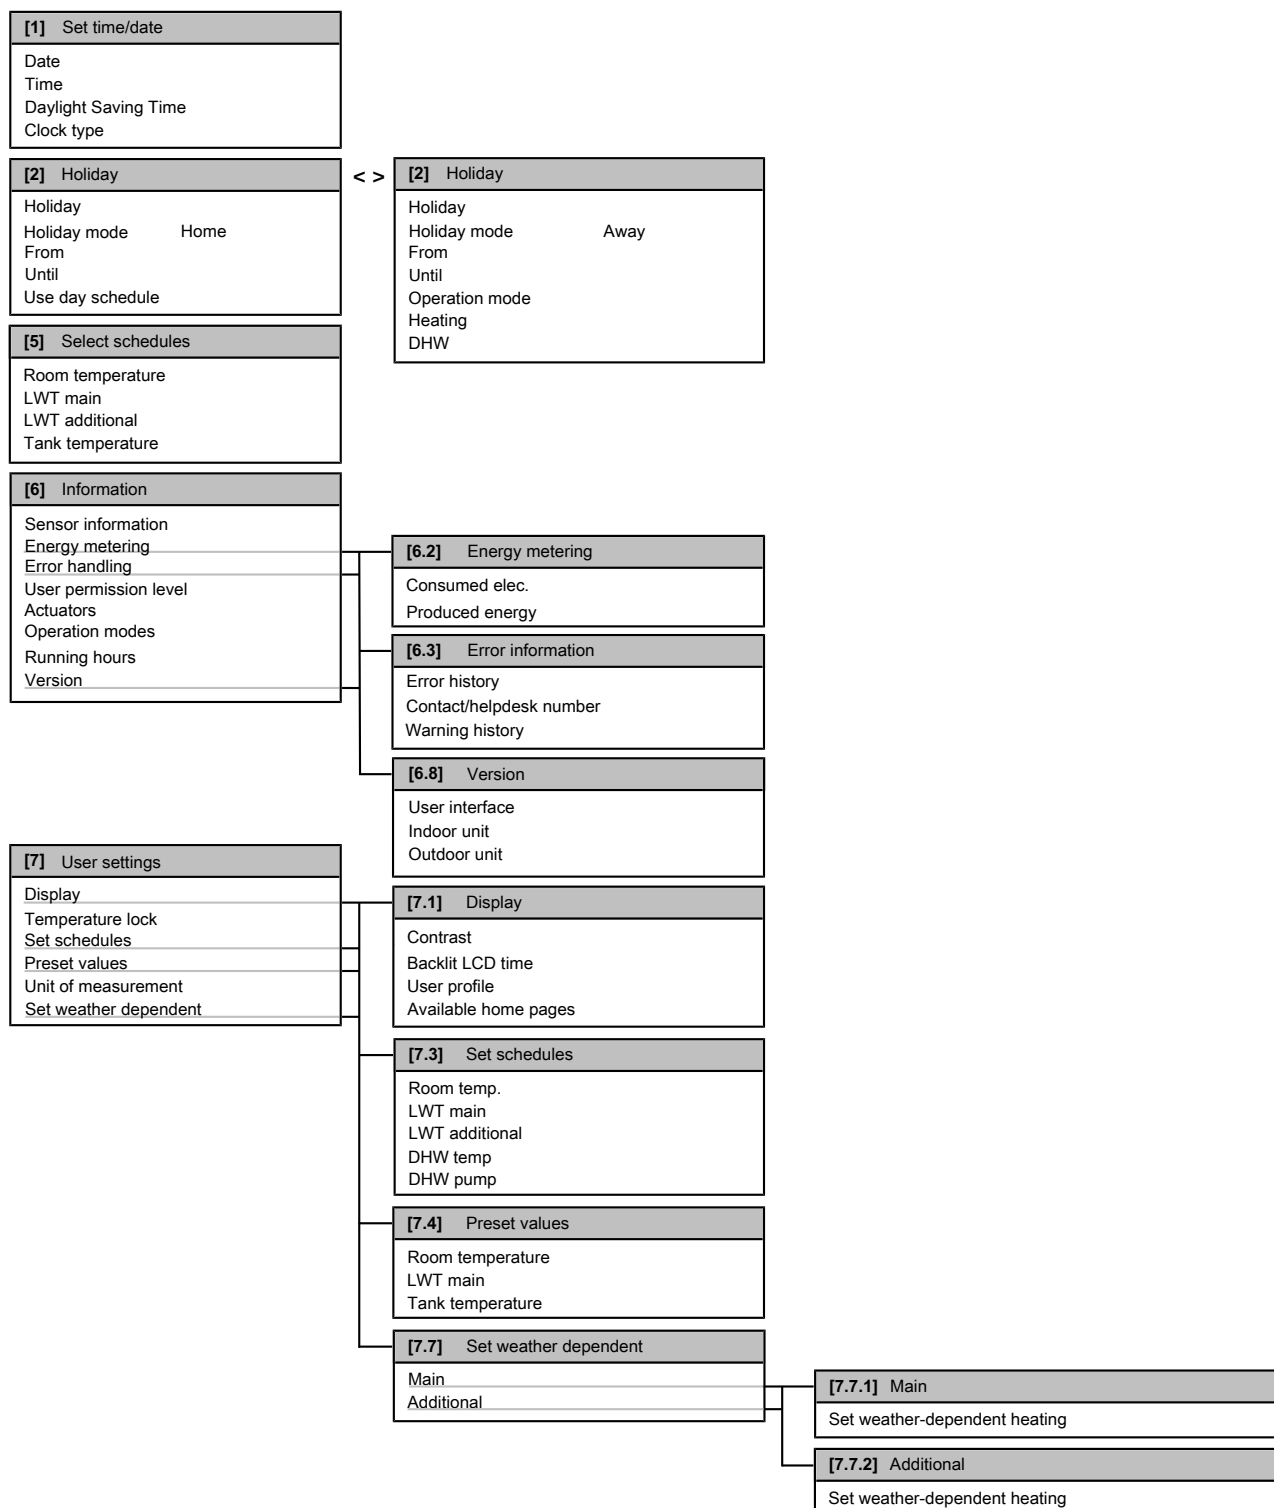 [1] Set time/date
Date
Time
Daylight Saving Time
Clock type
[2] Holiday
Holiday
Holiday mode Home
From
Until
Use day schedule
< >
[2] Holiday
Holiday
Holiday mode Away
From
Until
Operation mode
Heating
DHW
[5] Select schedules
Room temperature
LWT main
LWT additional
Tank temperature
[6] Information
Sensor information
Energy metering
Error handling
User permission level
Actuators
Operation modes
Running hours
Version
[6.2] Energy metering
Consumed elec.
Produced energy
[6.3] Error information
Error history
Contact/helpdesk number
Warning history
[6.8] Version
User interface
Indoor unit
Outdoor unit
[7] User settings
Display
Temperature lock
Set schedules
Preset values
Unit of measurement
Set weather dependent
[7.1] Display
Contrast
Backlit LCD time
User profile
Available home pages
[7.3] Set schedules
Room temp.
LWT main
LWT additional
DHW temp
DHW pump
[7.4] Preset values
Room temperature
LWT main
Tank temperature
[7.7] Set weather dependent
Main
Additional
[7.7.1] Main
Set weather-dependent heating
[7.7.2] Additional
Set weather-dependent heating